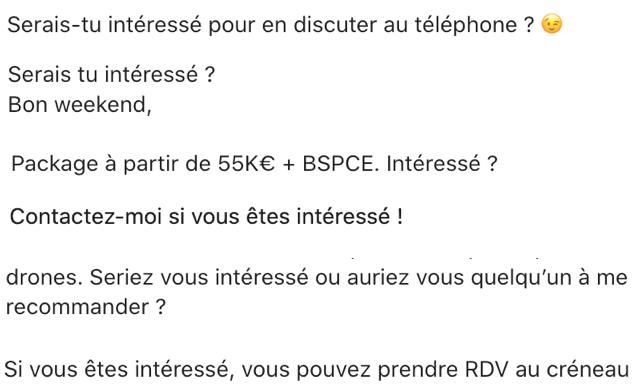 Serais-tu intéressé pour en discuter au téléphone ? 😉
Serais tu intéressé ?
Bon weekend,
Package à partir de 55K€ + BSPCE. Intéressé ?
Contactez-moi si vous êtes intéressé !
drones. Seriez vous intéressé ou auriez vous quelqu’un à me
recommander ?
Si vous êtes intéressé, vous pouvez prendre RDV au créneau